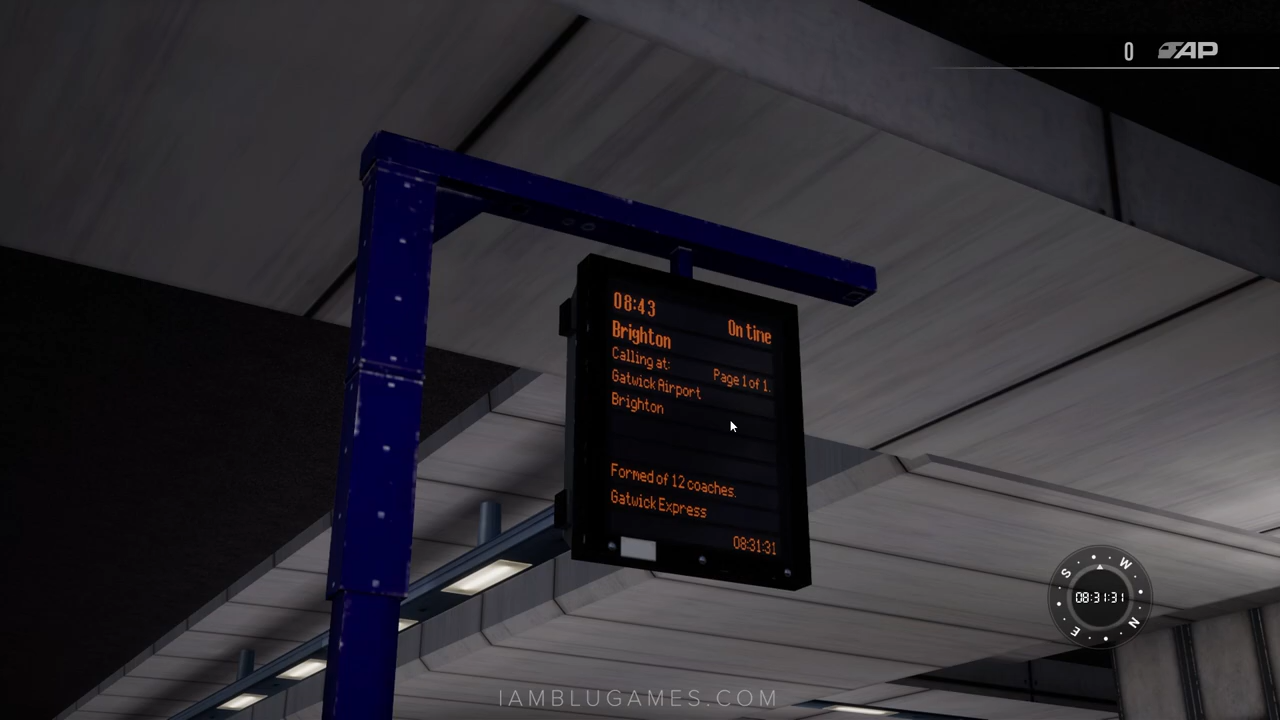 0 AP
08:43
Brighton On time
Calling at:
Page 1 of 1.
Gatwick Airport
Brighton
Formed of 12 coaches.
Gatwick Express
08:31:31
S W
08:31:31
E N
IAMBLUGAMES.COM